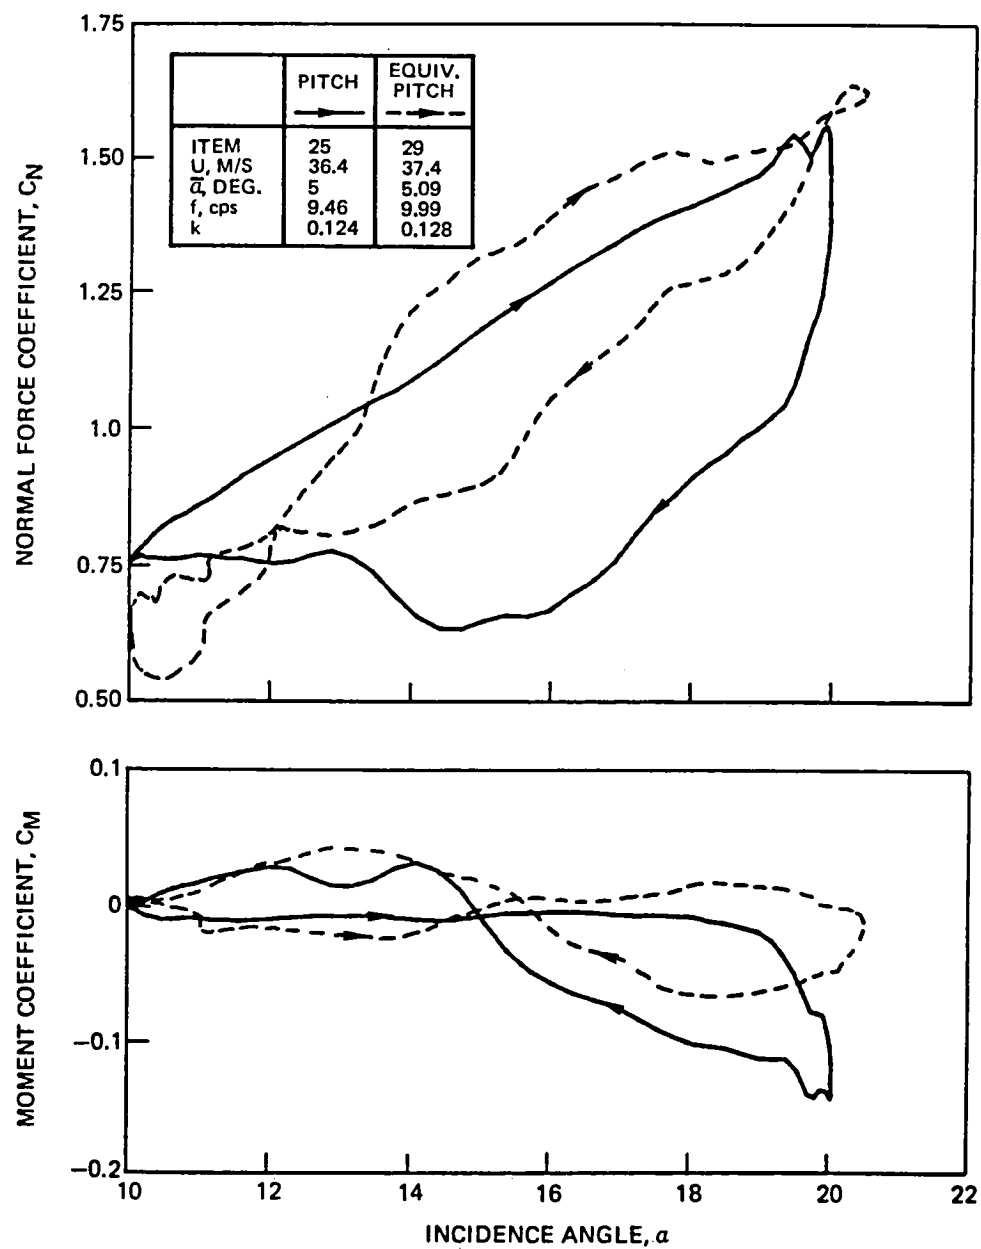 1.75
1.50
1.25
1.0
0.75
0.50
NORMAL FORCE COEFFICIENT, CN
PITCH EQUIV. PITCH
ITEM 25 29
U, M/S 36.4 37.4
ᾱ, DEG. 5 5.09
f, cps 9.46 9.99
k 0.124 0.128
0.1
0
−0.1
−0.2
MOMENT COEFFICIENT, CM
10 12 14 16 18 20 22
INCIDENCE ANGLE, α